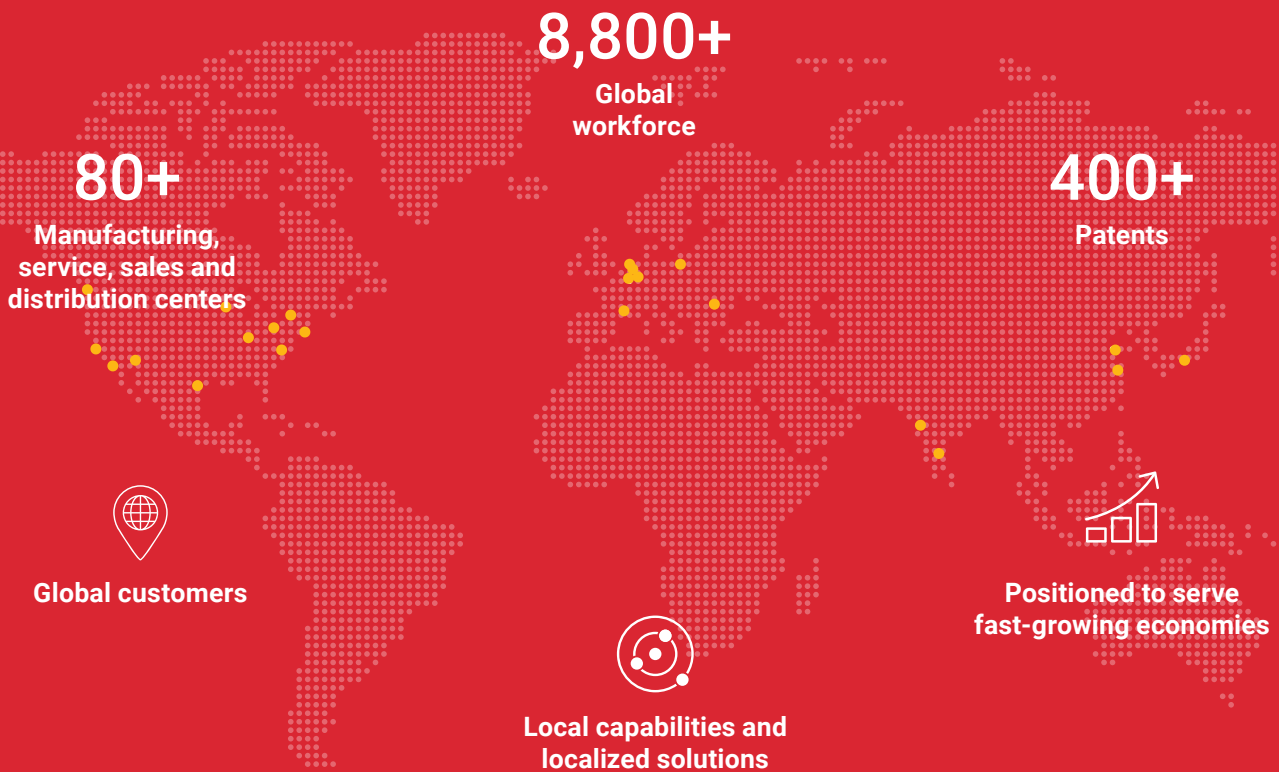 8,800+
Global
workforce
80+
Manufacturing,
service, sales and
distribution centers
400+
Patents
Global customers
Positioned to serve
fast-growing economies
Local capabilities and
localized solutions